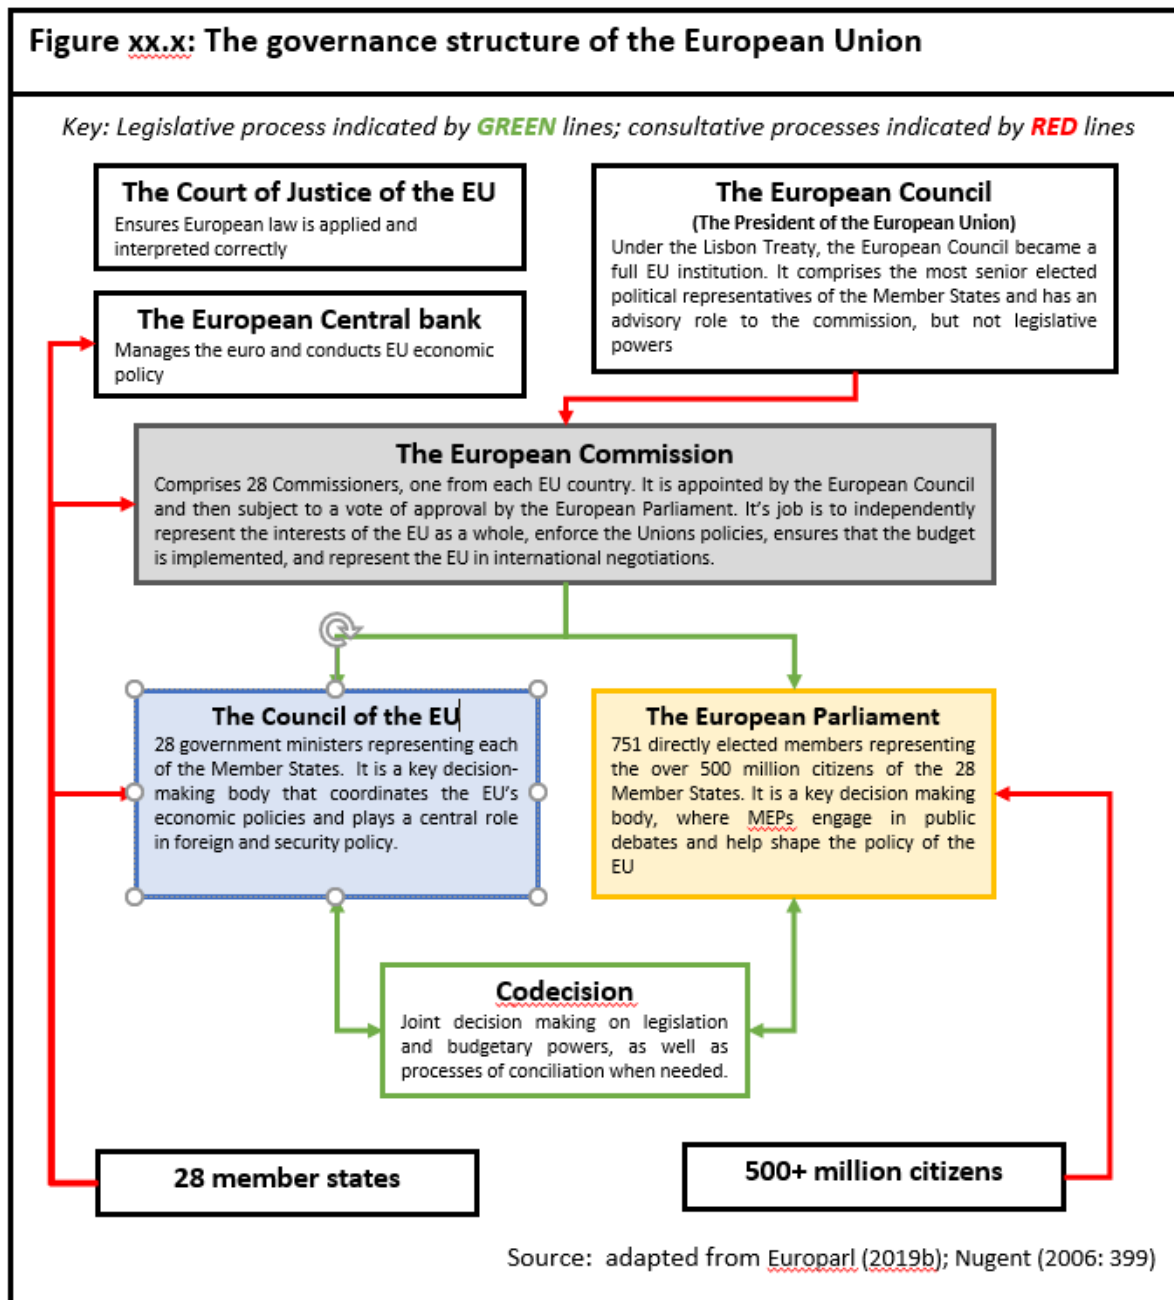 Figure xx.x: The governance structure of the European Union
Key: Legislative process indicated by GREEN lines; consultative processes indicated by RED lines
The Court of Justice of the EU
Ensures European law is applied and
interpreted correctly
The European Council
(The President of the European Union)
Under the Lisbon Treaty, the European Council became a
full EU institution. It comprises the most senior elected
political representatives of the Member States and has an
advisory role to the commission, but not legislative
powers
The European Central bank
Manages the euro and conducts EU economic
policy
The European Commission
Comprises 28 Commissioners, one from each EU country. It is appointed by the European Council
and then subject to a vote of approval by the European Parliament. It’s job is to independently
represent the interests of the EU as a whole, enforce the Unions policies, ensures that the budget
is implemented, and represent the EU in international negotiations.
The Council of the EU
28 government ministers representing each
of the Member States. It is a key decision-
making body that coordinates the EU’s
economic policies and plays a central role
in foreign and security policy.
The European Parliament
751 directly elected members representing
the over 500 million citizens of the 28
Member States. It is a key decision making
body, where MEPs engage in public
debates and help shape the policy of the
EU
Codecision
Joint decision making on legislation
and budgetary powers, as well as
processes of conciliation when needed.
28 member states
500+ million citizens
Source: adapted from Europarl (2019b); Nugent (2006: 399)